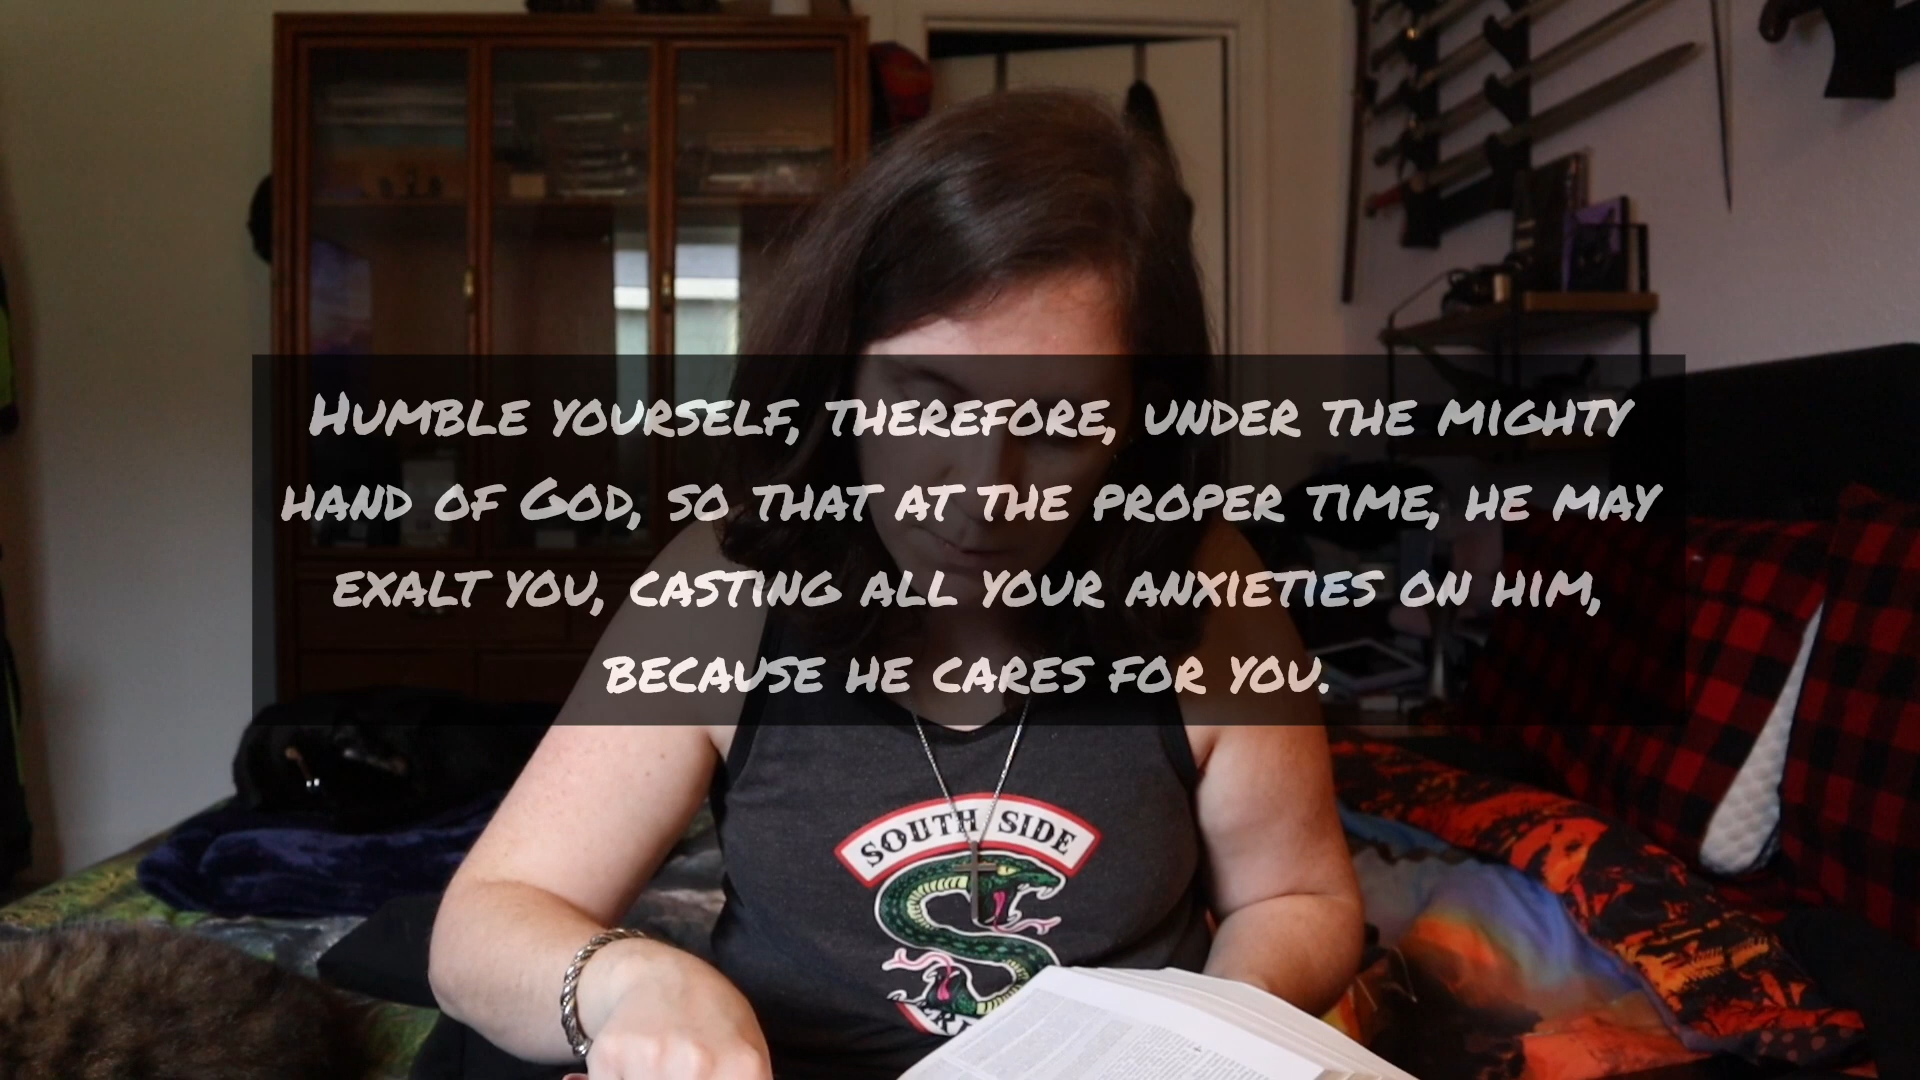 Humble yourself, therefore, under the mighty
hand of God, so that at the proper time, he may
exalt you, casting all your anxieties on him,
because he cares for you.
SOUTH SIDE